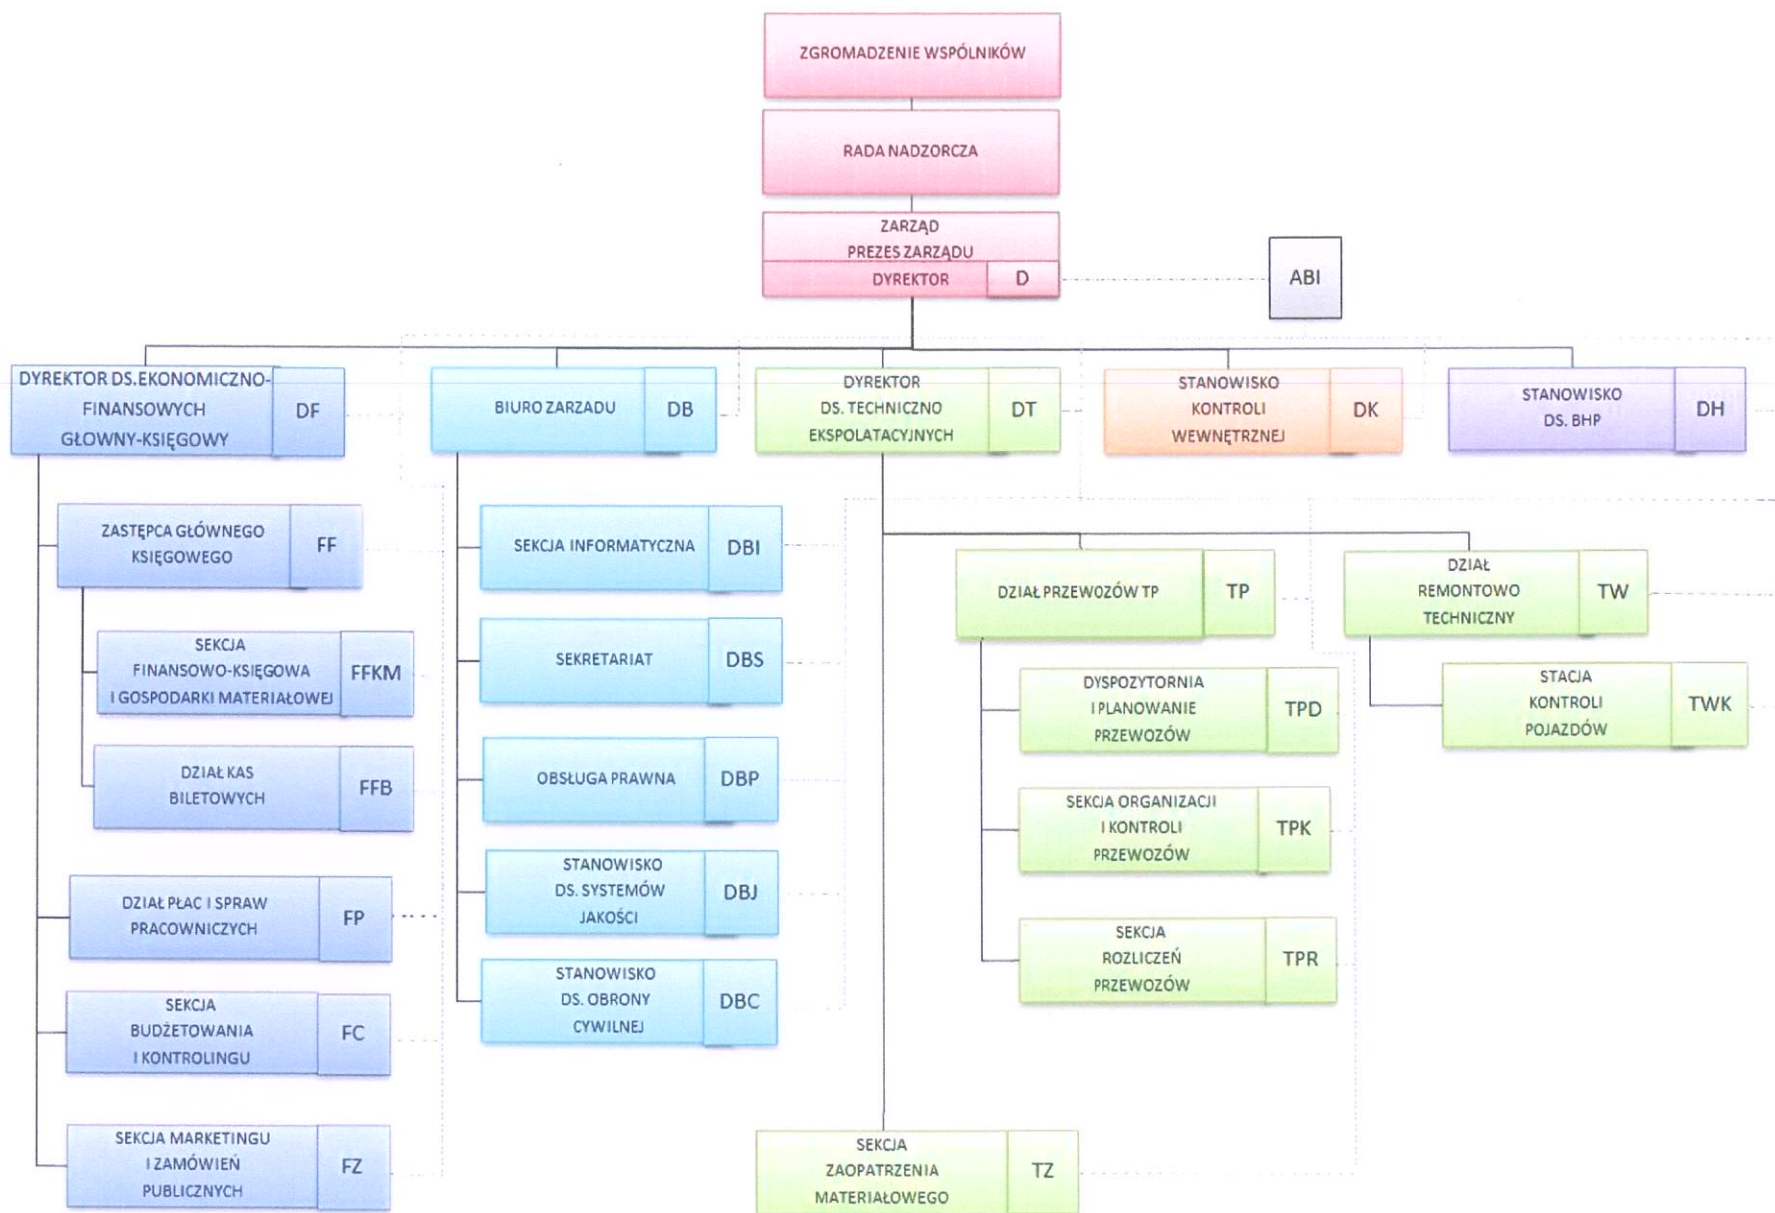 ZGROMADZENIE WSPÓLNIKÓW
RADA NADZORCZA
ZARZĄD
PREZES ZARZĄDU
DYREKTOR
D
ABI
DYREKTOR DS.EKONOMICZNO-
FINANSOWYCH
GŁOWNY-KSIĘGOWY
DF
BIURO ZARZADU
DB
DYREKTOR
DS. TECHNICZNO
EKSPOLATACYJNYCH
DT
STANOWISKO
KONTROLI
WEWNĘTRZNEJ
DK
STANOWISKO
DS. BHP
DH
ZASTĘPCA GŁÓWNEGO
KSIĘGOWEGO
FF
SEKCJA
FINANSOWO-KSIĘGOWA
I GOSPODARKI MATERIAŁOWEJ
FFKM
DZIAŁ KAS
BILETOWYCH
FFB
DZIAŁ PŁAC I SPRAW
PRACOWNICZYCH
FP
SEKCJA
BUDŻETOWANIA
I KONTROLINGU
FC
SEKCJA MARKETINGU
I ZAMÓWIEŃ
PUBLICZNYCH
FZ
SEKCJA INFORMATYCZNA
DBI
SEKRETARIAT
DBS
OBSŁUGA PRAWNA
DBP
STANOWISKO
DS. SYSTEMÓW
JAKOŚCI
DBJ
STANOWISKO
DS. OBRONY
CYWILNEJ
DBC
DZIAŁ PRZEWOZÓW TP
TP
DYSPOZYTORNIA
I PLANOWANIE
PRZEWOZÓW
TPD
SEKCJA ORGANIZACJI
I KONTROLI
PRZEWOZÓW
TPK
SEKCJA
ROZLICZEŃ
PRZEWOZÓW
TPR
DZIAŁ
REMONTOWO
TECHNICZNY
TW
STACJA
KONTROLI
POJAZDÓW
TWK
SEKCJA
ZAOPATRZENIA
MATERIAŁOWEGO
TZ